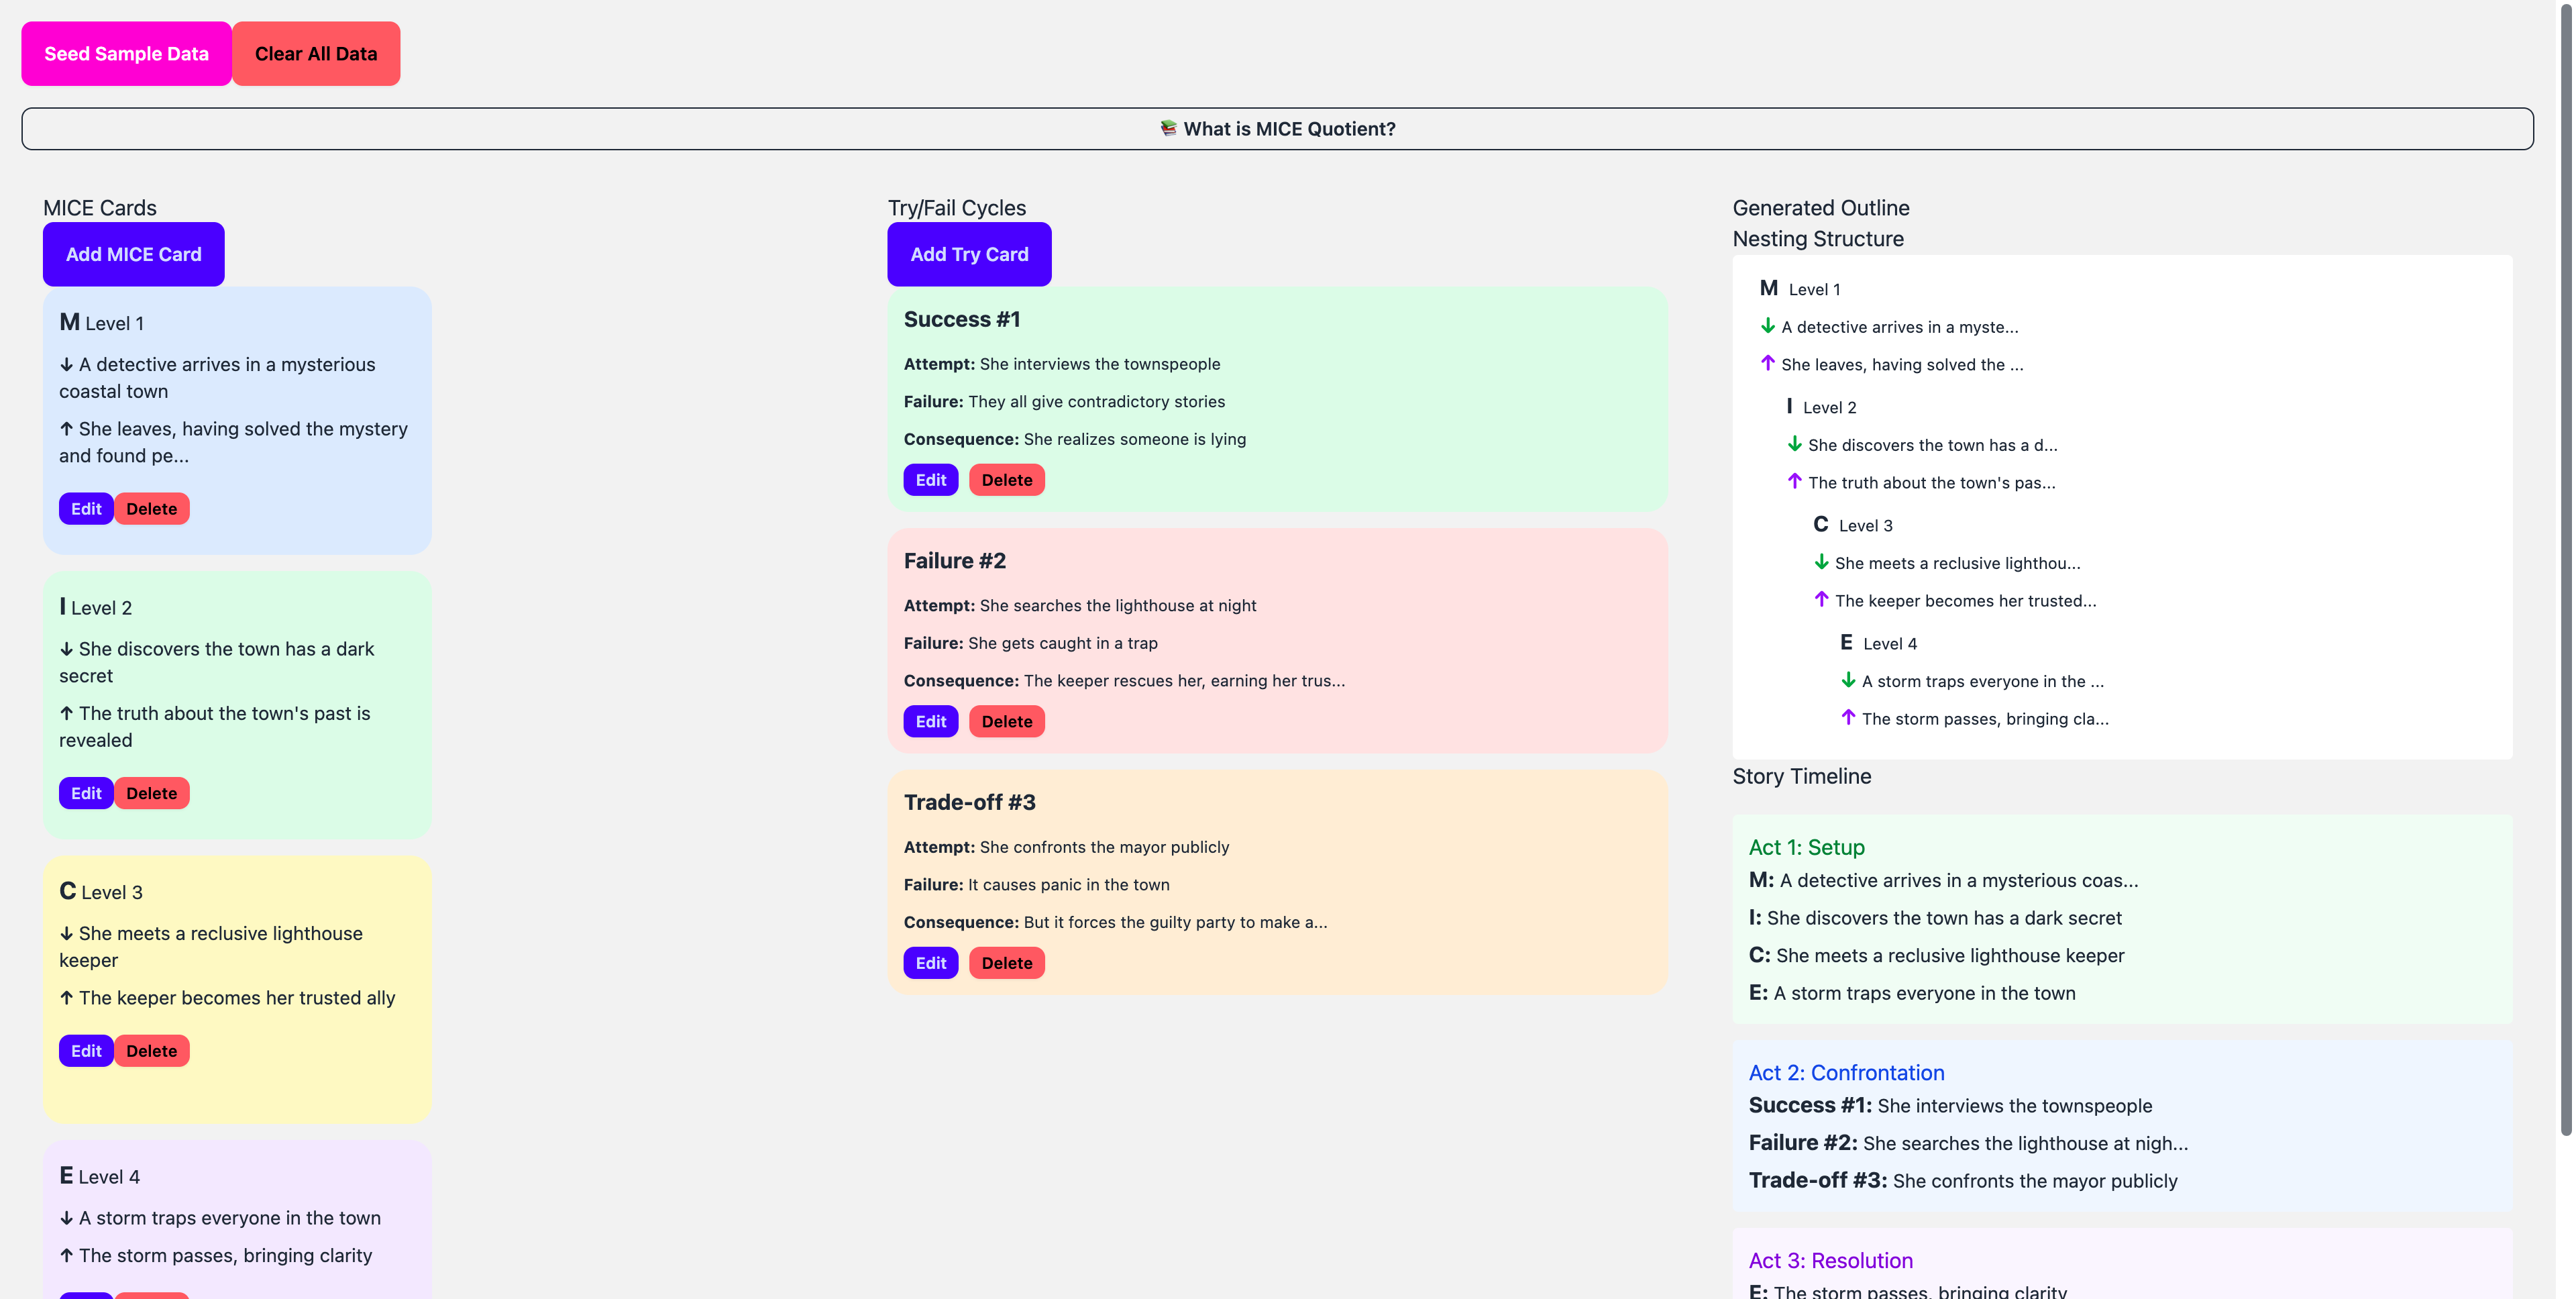 Seed Sample Data
Clear All Data
📚 What is MICE Quotient?
MICE Cards
Add MICE Card
M Level 1
↓ A detective arrives in a mysterious
coastal town
↑ She leaves, having solved the mystery
and found pe...
Edit
Delete
I Level 2
↓ She discovers the town has a dark
secret
↑ The truth about the town's past is
revealed
Edit
Delete
C Level 3
↓ She meets a reclusive lighthouse
keeper
↑ The keeper becomes her trusted ally
Edit
Delete
E Level 4
↓ A storm traps everyone in the town
↑ The storm passes, bringing clarity
Try/Fail Cycles
Add Try Card
Success #1
Attempt: She interviews the townspeople
Failure: They all give contradictory stories
Consequence: She realizes someone is lying
Edit
Delete
Failure #2
Attempt: She searches the lighthouse at night
Failure: She gets caught in a trap
Consequence: The keeper rescues her, earning her trus...
Edit
Delete
Trade-off #3
Attempt: She confronts the mayor publicly
Failure: It causes panic in the town
Consequence: But it forces the guilty party to make a...
Edit
Delete
Generated Outline
Nesting Structure
M Level 1
↓ A detective arrives in a myste...
↑ She leaves, having solved the ...
I Level 2
↓ She discovers the town has a d...
↑ The truth about the town's pas...
C Level 3
↓ She meets a reclusive lighthou...
↑ The keeper becomes her trusted...
E Level 4
↓ A storm traps everyone in the ...
↑ The storm passes, bringing cla...
Story Timeline
Act 1: Setup
M: A detective arrives in a mysterious coas...
I: She discovers the town has a dark secret
C: She meets a reclusive lighthouse keeper
E: A storm traps everyone in the town
Act 2: Confrontation
Success #1: She interviews the townspeople
Failure #2: She searches the lighthouse at nigh...
Trade-off #3: She confronts the mayor publicly
Act 3: Resolution
E: The storm passes, bringing clarity